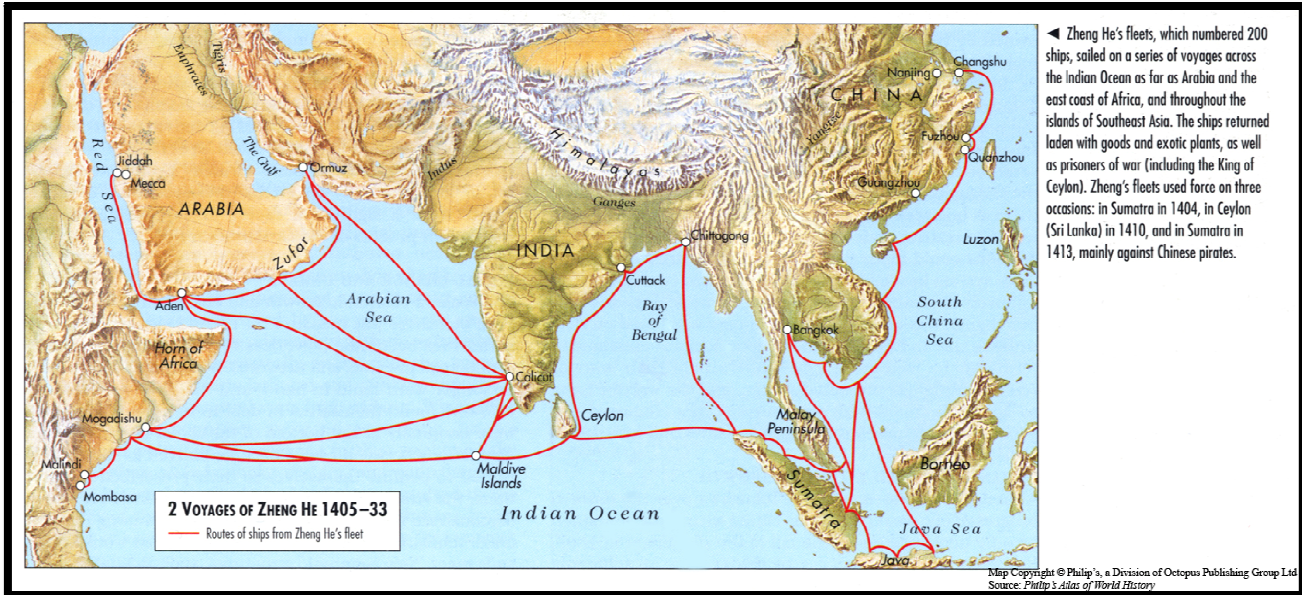 Euphrates
Tigris
Changshu
Nanjing
CHINA
Red Sea
The Gulf
Himalayas
Yangtse
Fuzhou
Jiddah
Ormuz
Indus
Quanzhou
Mecca
Guangzhou
ARABIA
Ganges
Zufar
INDIA
Chittagong
Luzon
Cuttack
Aden
Arabian
Sea
Bay
of
Bengal
South
China
Sea
Bangkok
Horn of
Africa
Calicut
Mogadishu
Ceylon
Malay
Peninsula
Malindi
Maldive
Islands
Borneo
Mombasa
Sumatra
2 VOYAGES OF ZHENG HE 1405–33
Routes of ships from Zheng He's fleet
Indian Ocean
Java Sea
Java
◄ Zheng He's fleets, which numbered 200
ships, sailed on a series of voyages across
the Indian Ocean as far as Arabia and the
east coast of Africa, and throughout the
islands of Southeast Asia. The ships returned
laden with goods and exotic plants, as well
as prisoners of war (including the King of
Ceylon). Zheng's fleets used force on three
occasions: in Sumatra in 1404, in Ceylon
(Sri Lanka) in 1410, and in Sumatra in
1413, mainly against Chinese pirates.
Map Copyright © Philip's, a Division of Octopus Publishing Group Ltd
Source: Philip's Atlas of World History